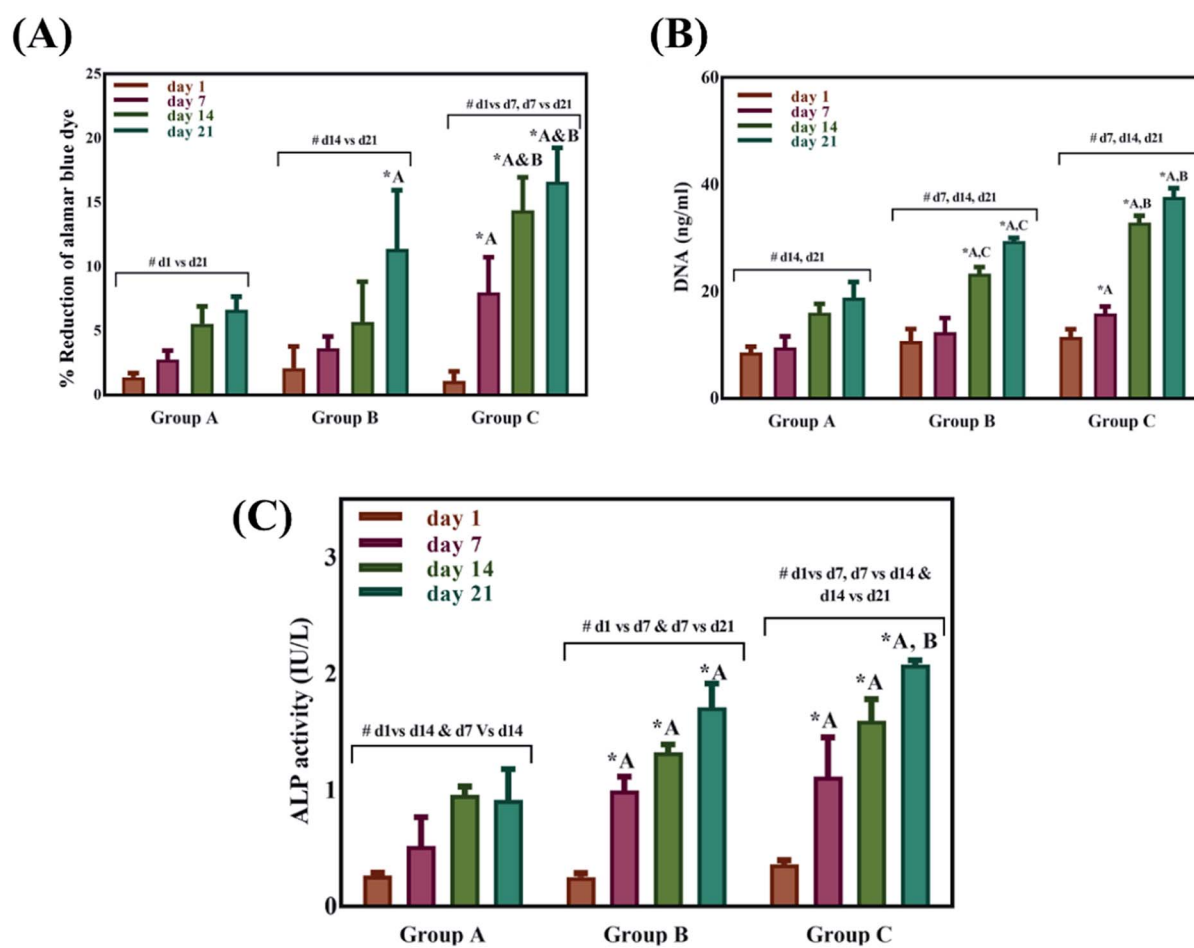 (A)
% Reduction of alamar blue dye
25
20
15
10
5
0
day 1
day 7
day 14
day 21
# d1 vs d21
# d14 vs d21
*A
# d1vs d7, d7 vs d21
*A
*A&B
*A&B
Group A
Group B
Group C
(B)
DNA (ng/ml)
60
40
20
0
day 1
day 7
day 14
day 21
# d14, d21
# d7, d14, d21
*A,C
*A,C
# d7, d14, d21
*A
*A,B
*A,B
Group A
Group B
Group C
(C)
ALP activity (IU/L)
3
2
1
0
day 1
day 7
day 14
day 21
# d1vs d14 & d7 Vs d14
# d1 vs d7 & d7 vs d21
*A
*A
*A
# d1vs d7, d7 vs d14 &
d14 vs d21
*A
*A
*A, B
Group A
Group B
Group C